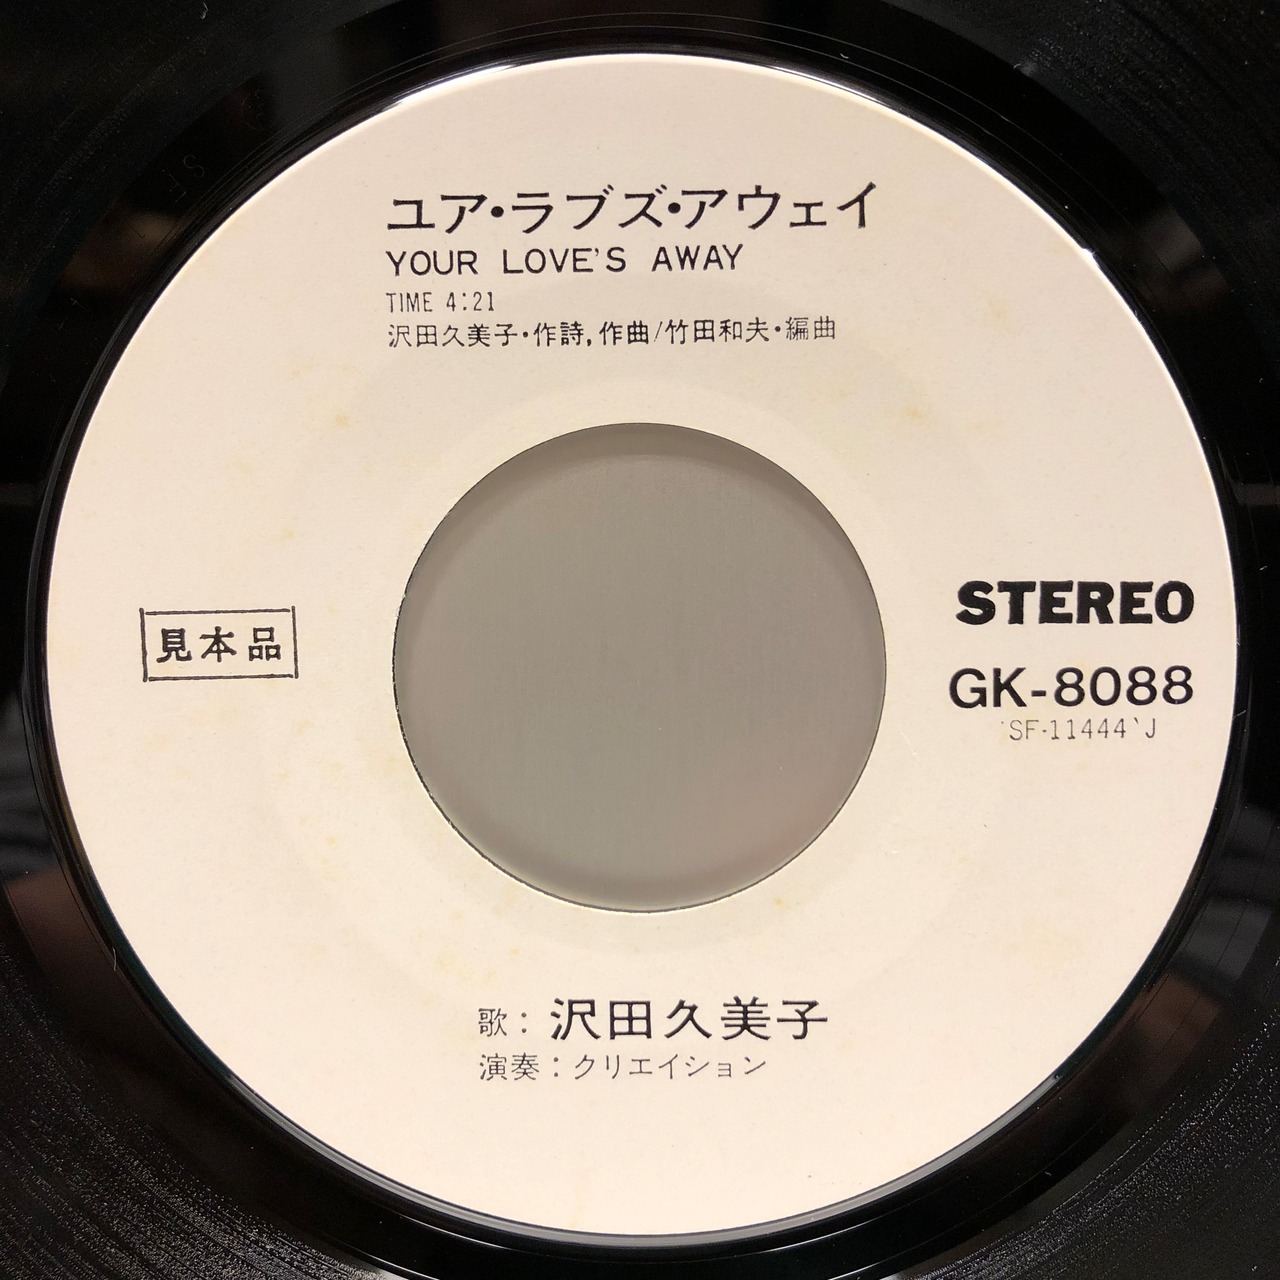 ユア・ラブズ・アウェイ
YOUR LOVE'S AWAY
TIME 4:21
沢田久美子・作詩,作曲/竹田和夫・編曲
見本品
STEREO
GK-8088
'SF-11444'J
歌: 沢田久美子
演奏:クリエイション